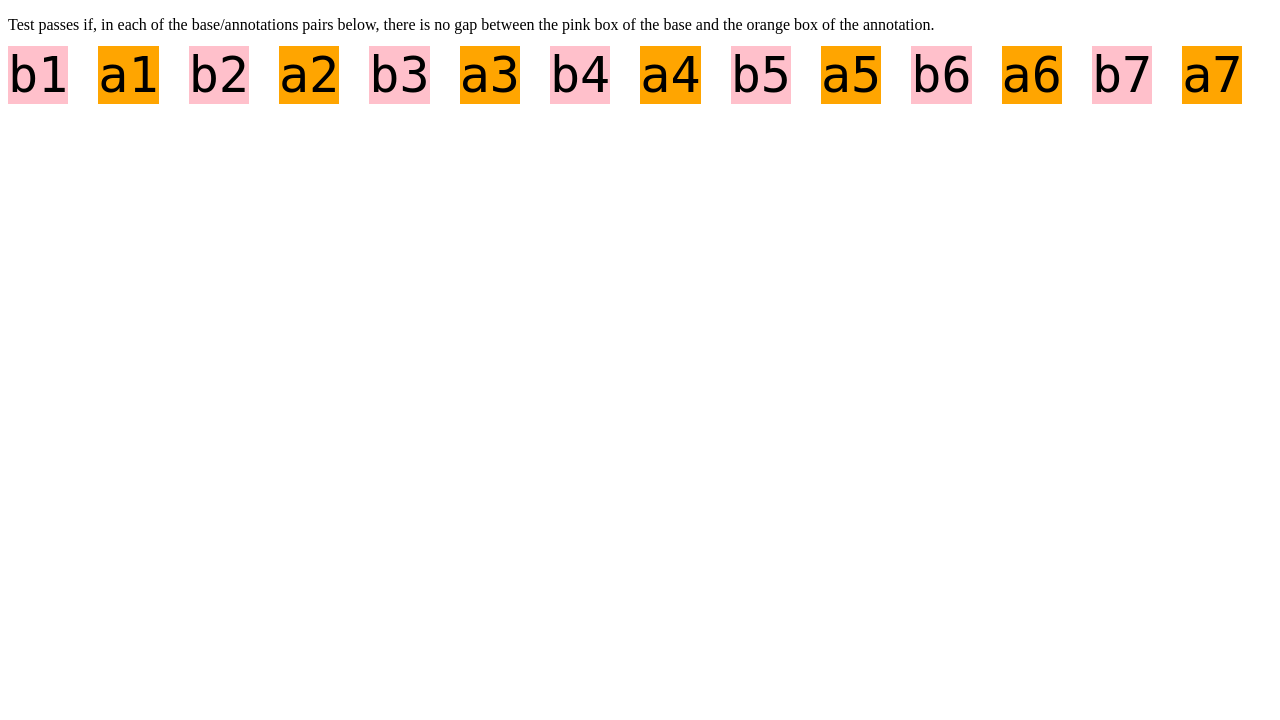 Test passes if, in each of the base/annotations pairs below, there is no gap between the pink box of the base and the orange box of the annotation.
b1 a1 b2 a2 b3 a3 b4 a4 b5 a5 b6 a6 b7 a7